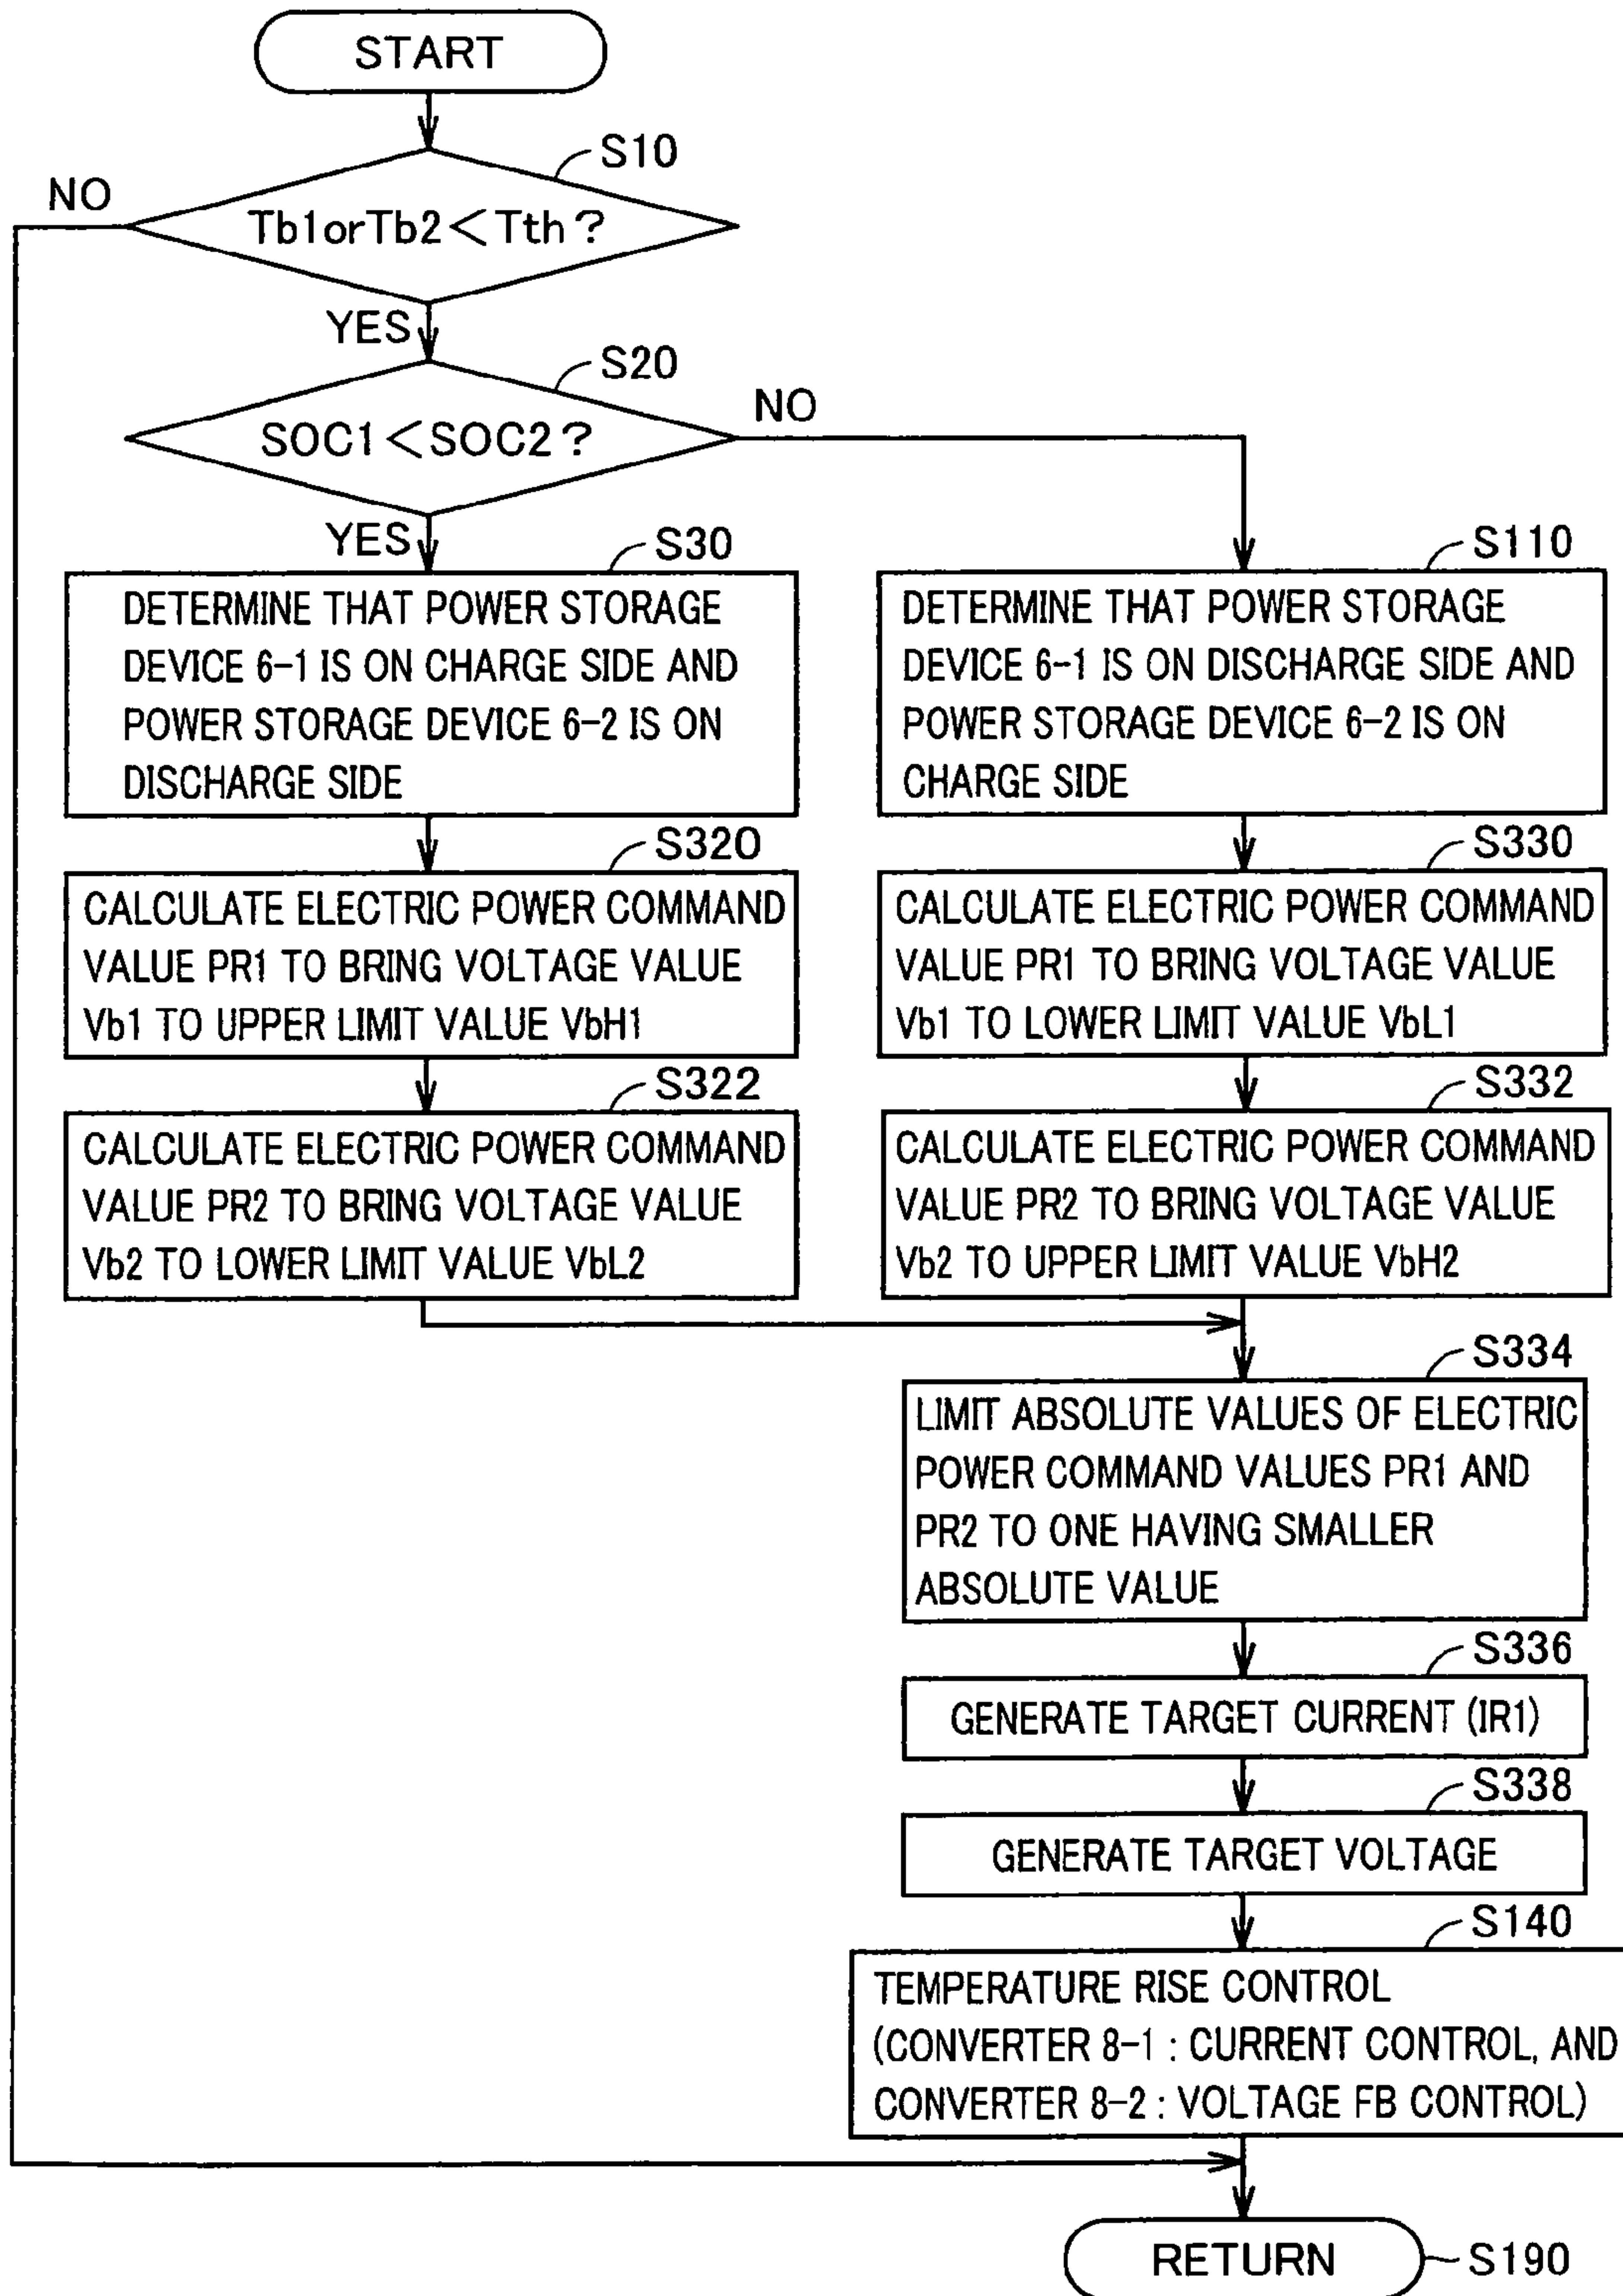 START
S10
NO
Tb1orTb2<Tth?
YES
S20
NO
SOC1<SOC2?
YES
S30
DETERMINE THAT POWER STORAGE
DEVICE 6-1 IS ON CHARGE SIDE AND
POWER STORAGE DEVICE 6-2 IS ON
DISCHARGE SIDE
S110
DETERMINE THAT POWER STORAGE
DEVICE 6-1 IS ON DISCHARGE SIDE AND
POWER STORAGE DEVICE 6-2 IS ON
CHARGE SIDE
S320
CALCULATE ELECTRIC POWER COMMAND
VALUE PR1 TO BRING VOLTAGE VALUE
Vb1 TO UPPER LIMIT VALUE VbH1
S330
CALCULATE ELECTRIC POWER COMMAND
VALUE PR1 TO BRING VOLTAGE VALUE
Vb1 TO LOWER LIMIT VALUE VbL1
S322
CALCULATE ELECTRIC POWER COMMAND
VALUE PR2 TO BRING VOLTAGE VALUE
Vb2 TO LOWER LIMIT VALUE VbL2
S332
CALCULATE ELECTRIC POWER COMMAND
VALUE PR2 TO BRING VOLTAGE VALUE
Vb2 TO UPPER LIMIT VALUE VbH2
S334
LIMIT ABSOLUTE VALUES OF ELECTRIC
POWER COMMAND VALUES PR1 AND
PR2 TO ONE HAVING SMALLER
ABSOLUTE VALUE
S336
GENERATE TARGET CURRENT (IR1)
S338
GENERATE TARGET VOLTAGE
S140
TEMPERATURE RISE CONTROL
(CONVERTER 8-1 : CURRENT CONTROL, AND
CONVERTER 8-2 : VOLTAGE FB CONTROL)
RETURN
S190